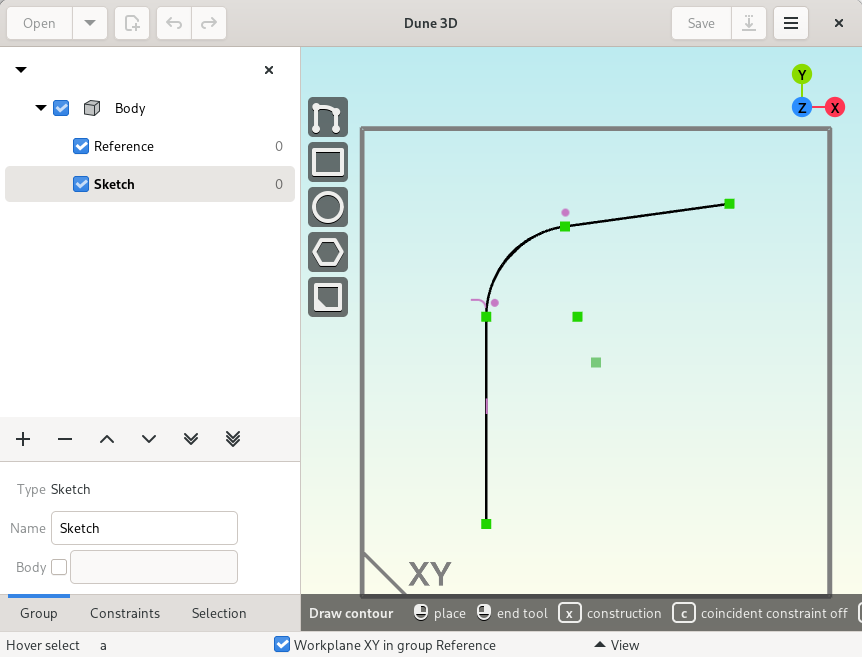 Open
Dune 3D
Save
Body
Reference 0
Sketch 0
Y
Z X
Type Sketch
Name Sketch
Body
XY
Group Constraints Selection
Draw contour place end tool x construction c coincident constraint off
Hover select a Workplane XY in group Reference View